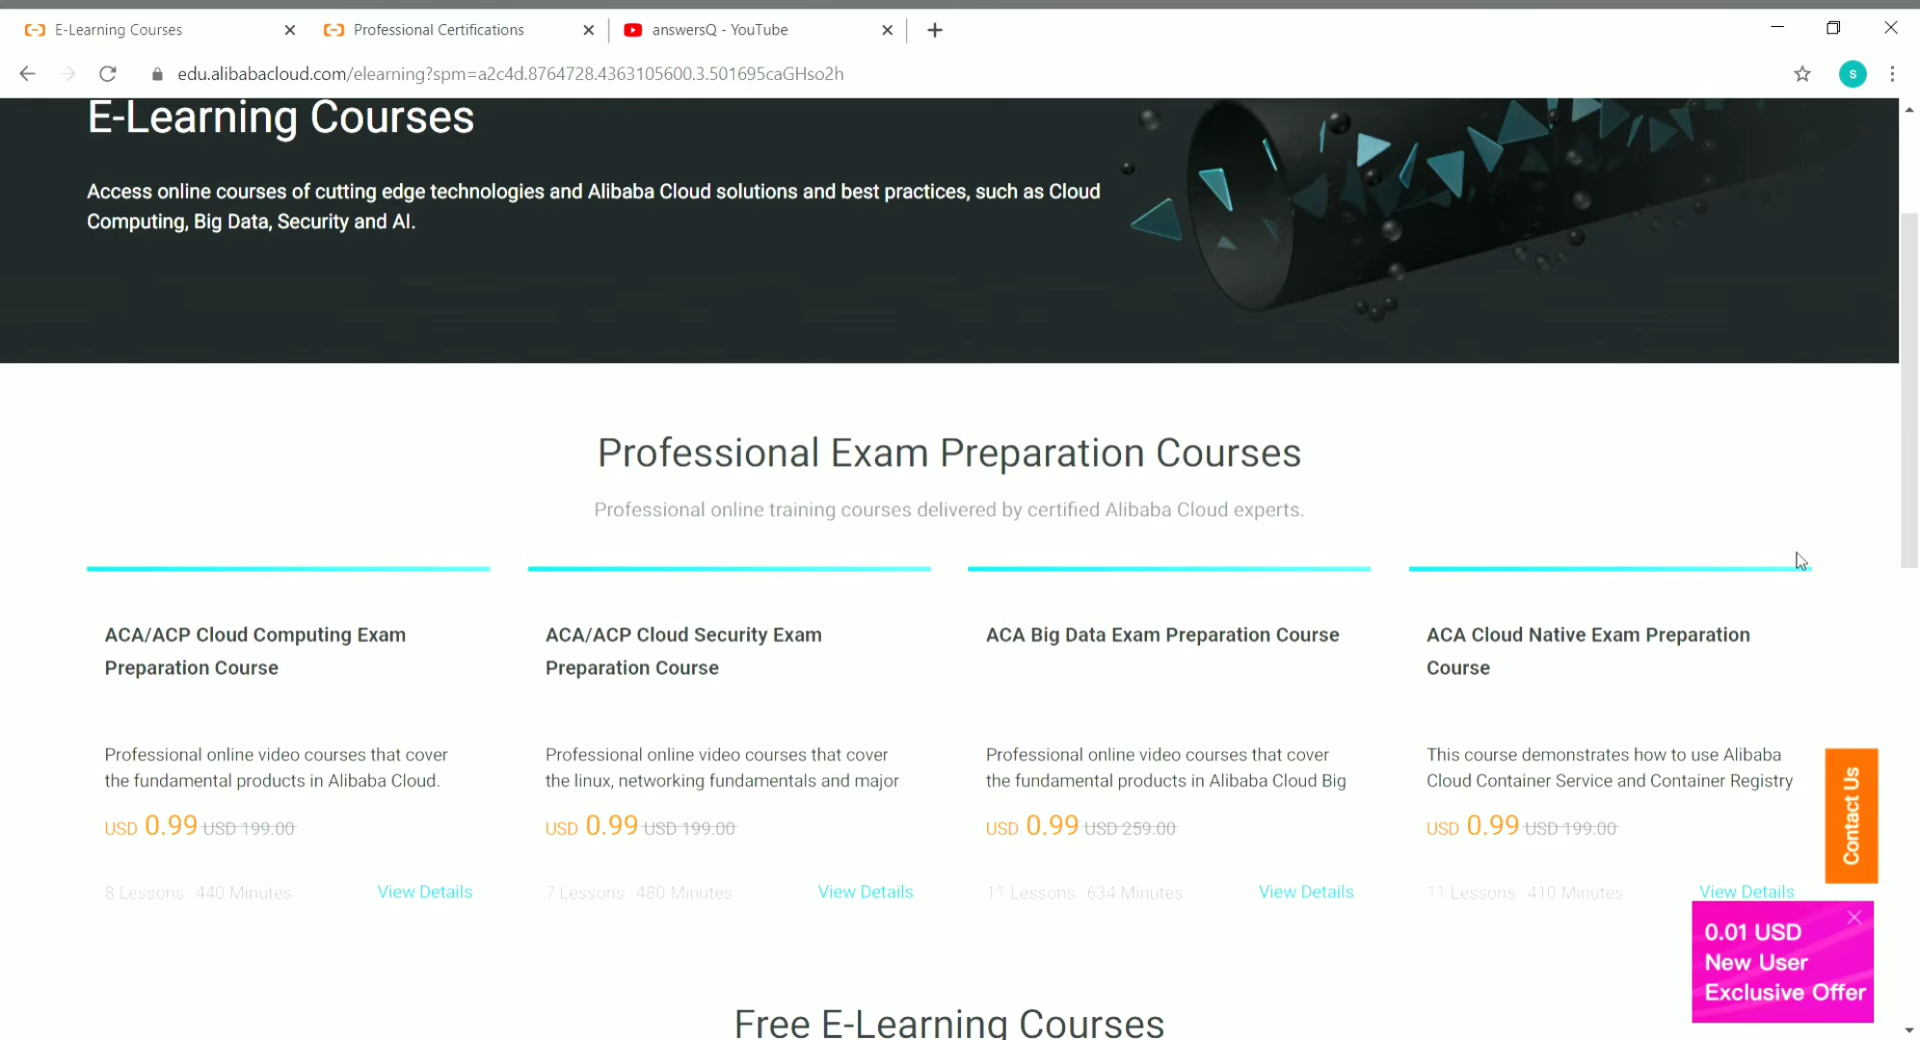 E-Learning Courses
Professional Certifications
answersQ - YouTube
edu.alibabacloud.com/elearning?spm=a2c4d.8764728.4363105600.3.501695caGHso2h
S
E-Learning Courses
Access online courses of cutting edge technologies and Alibaba Cloud solutions and best practices, such as Cloud
Computing, Big Data, Security and AI.
Professional Exam Preparation Courses
Professional online training courses delivered by certified Alibaba Cloud experts.
ACA/ACP Cloud Computing Exam
Preparation Course
Professional online video courses that cover
the fundamental products in Alibaba Cloud.
USD 0.99 USD 199.00
8 Lessons 440 Minutes View Details
ACA/ACP Cloud Security Exam
Preparation Course
Professional online video courses that cover
the linux, networking fundamentals and major
USD 0.99 USD 199.00
7 Lessons 480 Minutes View Details
ACA Big Data Exam Preparation Course
Professional online video courses that cover
the fundamental products in Alibaba Cloud Big
USD 0.99 USD 259.00
11 Lessons 634 Minutes View Details
ACA Cloud Native Exam Preparation
Course
This course demonstrates how to use Alibaba
Cloud Container Service and Container Registry
USD 0.99 USD 199.00
11 Lessons 410 Minutes View Details
Contact Us
0.01 USD
New User
Exclusive Offer
Free E-Learning Courses